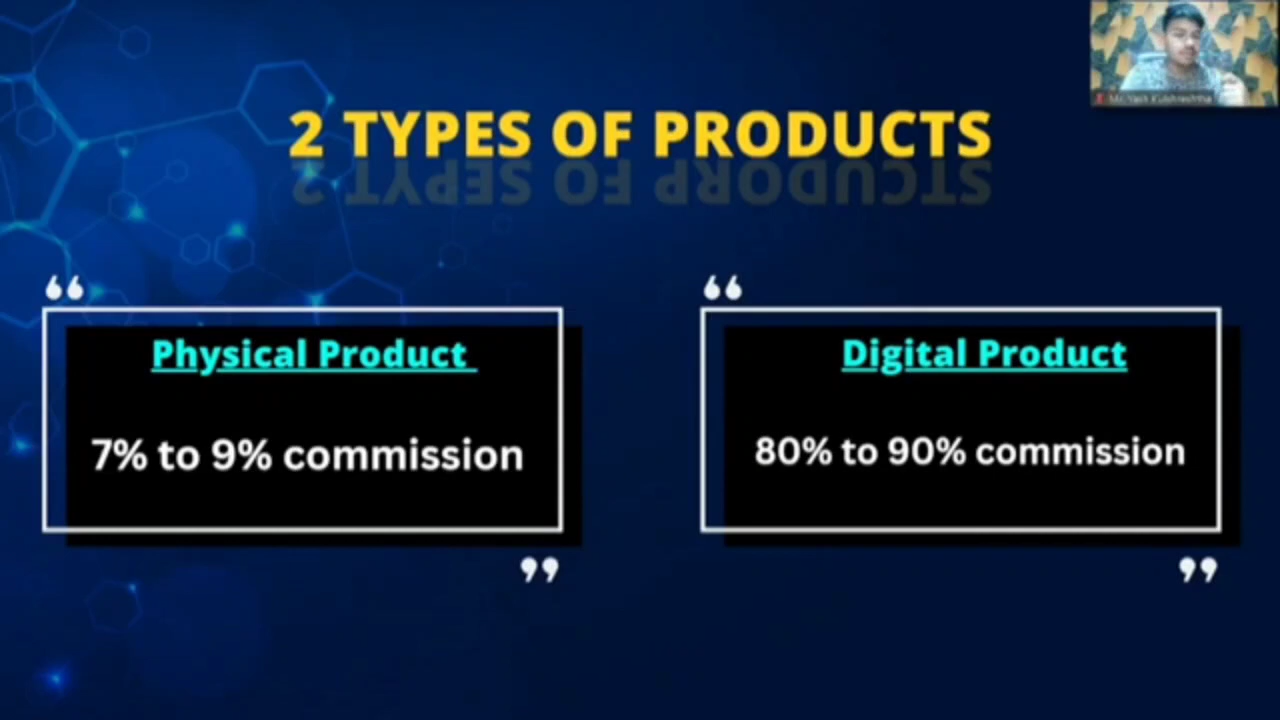 2 TYPES OF PRODUCTS
Physical Product
7% to 9% commission
Digital Product
80% to 90% commission